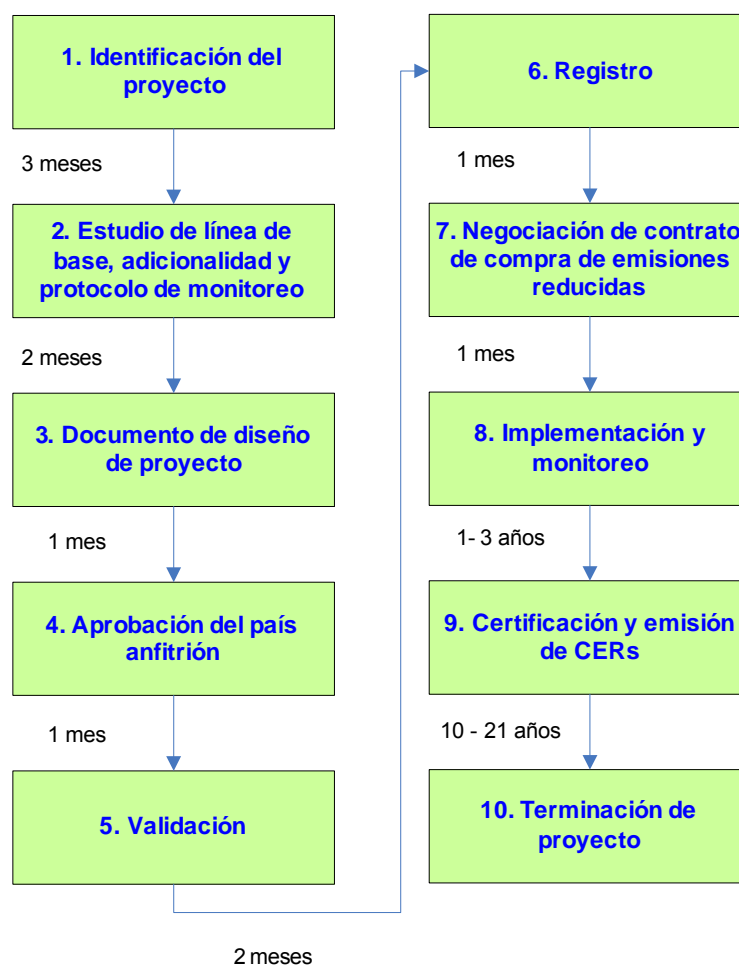 1. Identificación del
proyecto
3 meses
2. Estudio de línea de
base, adicionalidad y
protocolo de monitoreo
2 meses
3. Documento de diseño
de proyecto
1 mes
4. Aprobación del país
anfitrión
1 mes
5. Validación
2 meses
6. Registro
1 mes
7. Negociación de contrato
de compra de emisiones
reducidas
1 mes
8. Implementación y
monitoreo
1- 3 años
9. Certificación y emisión
de CERs
10 - 21 años
10. Terminación de
proyecto